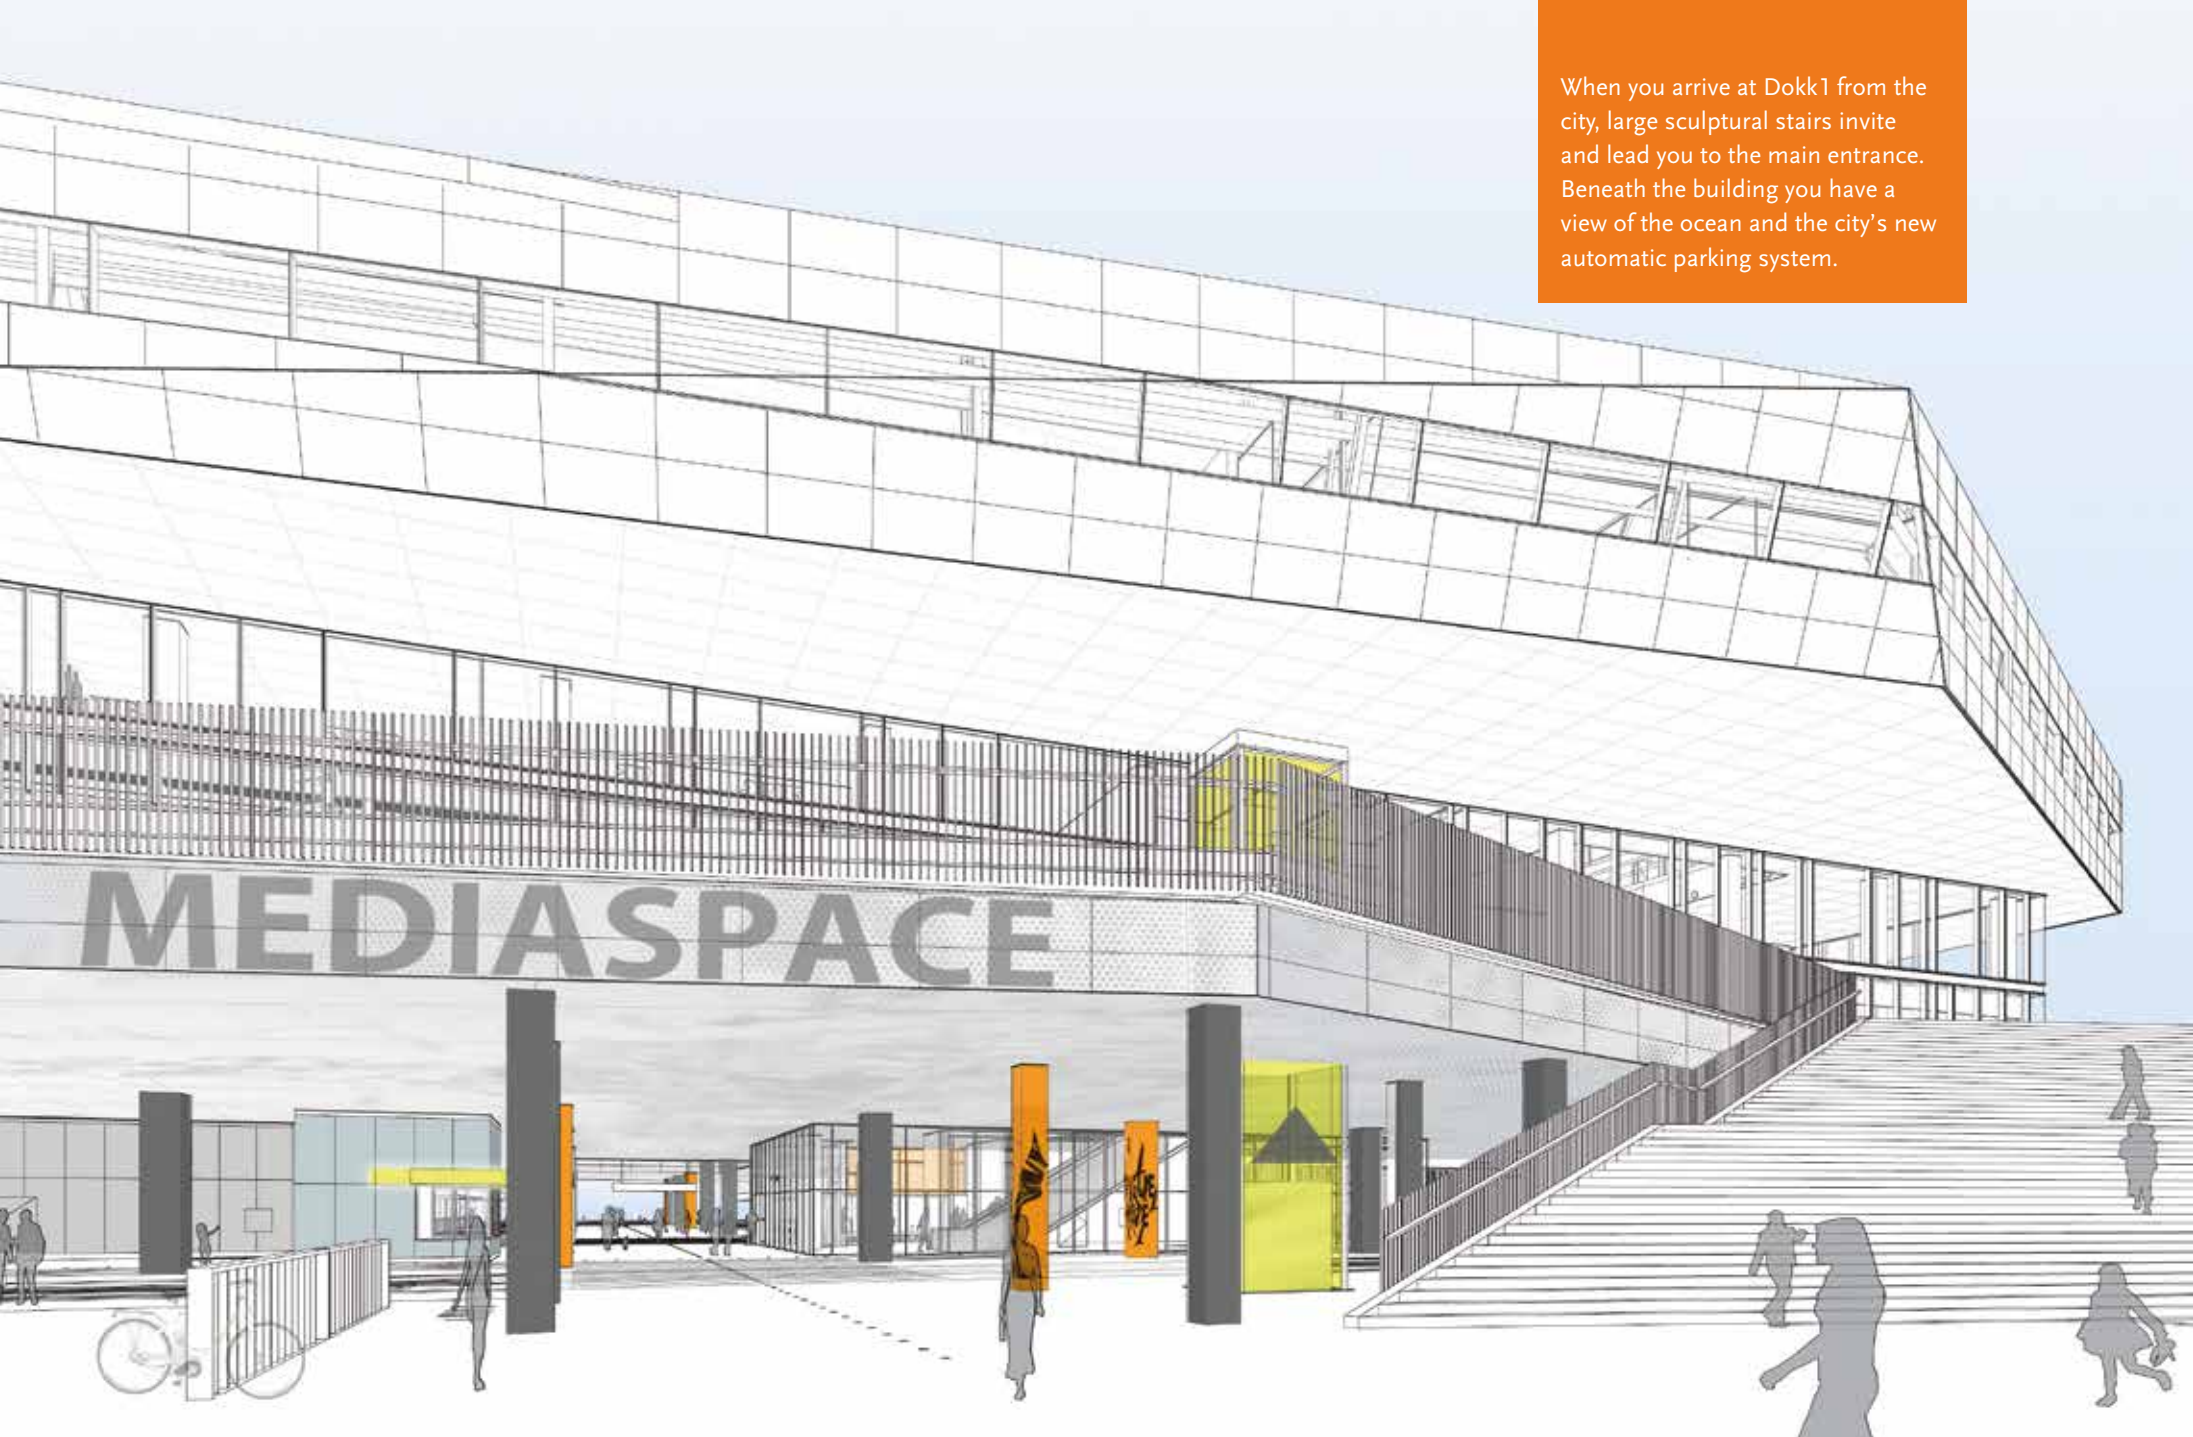 When you arrive at Dokk1 from the
city, large sculptural stairs invite
and lead you to the main entrance.
Beneath the building you have a
view of the ocean and the city's new
automatic parking system.
MEDIASPACE